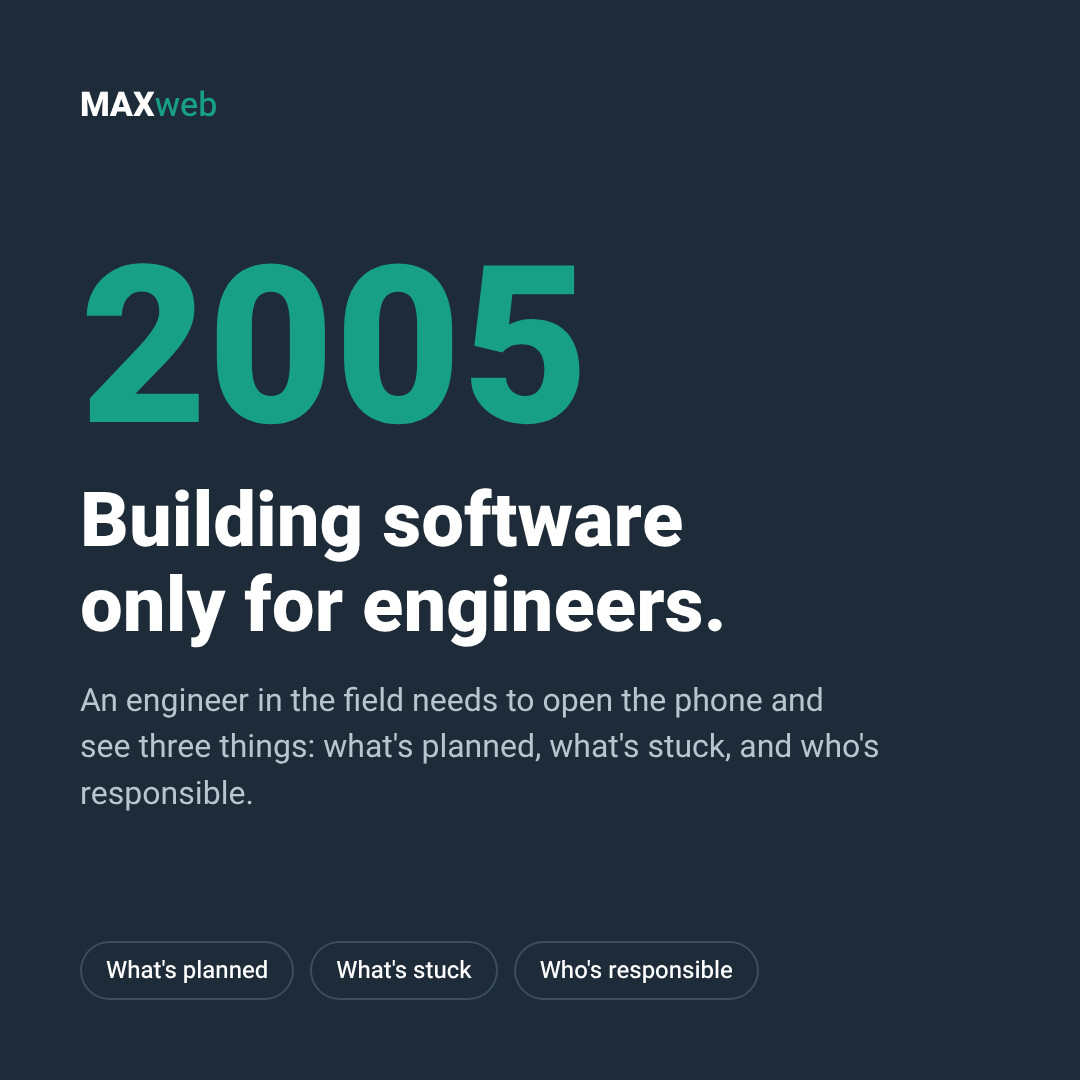 MAXweb
2005
Building software
only for engineers.
An engineer in the field needs to open the phone and
see three things: what's planned, what's stuck, and who's
responsible.
What's planned
What's stuck
Who's responsible